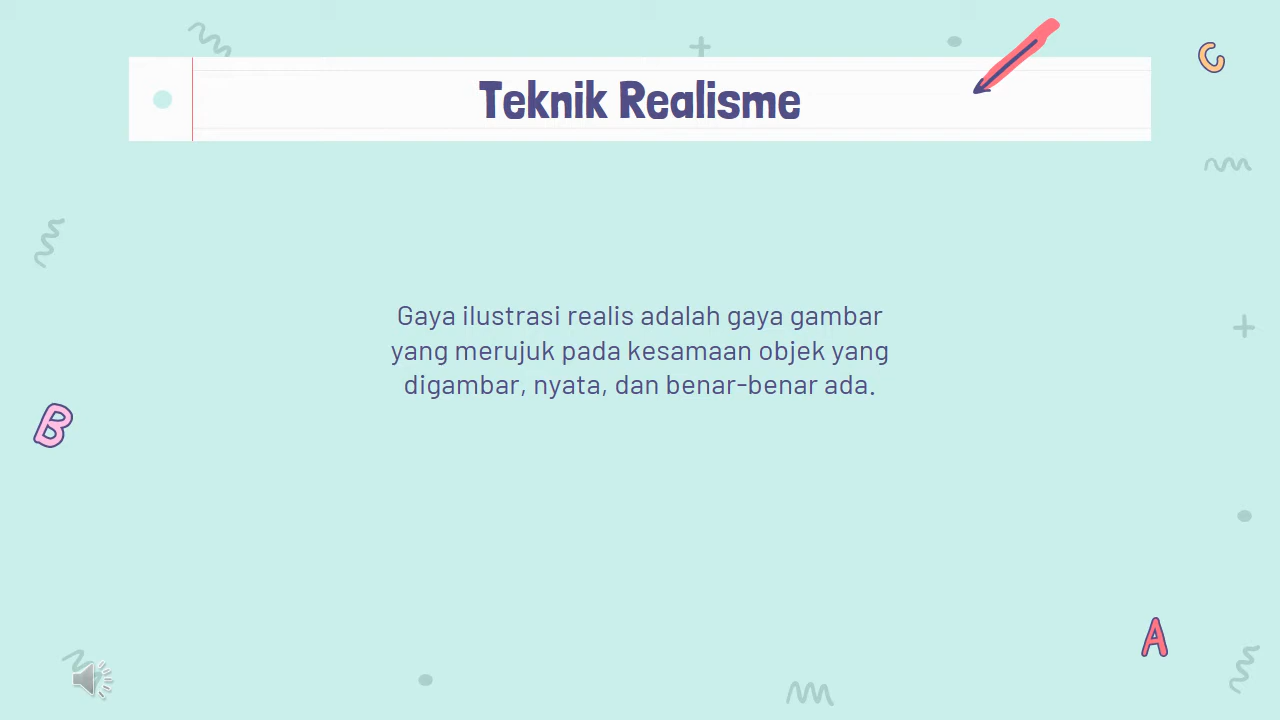 C
Teknik Realisme
Gaya ilustrasi realis adalah gaya gambar
yang merujuk pada kesamaan objek yang
digambar, nyata, dan benar-benar ada.
B
A